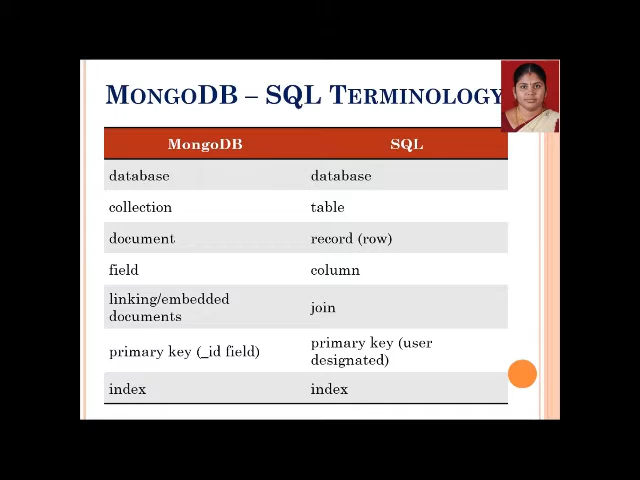 MONGODB – SQL TERMINOLOGY
MongoDB SQL
database database
collection table
document record (row)
field column
linking/embedded
documents join
primary key (_id field) primary key (user
designated)
index index